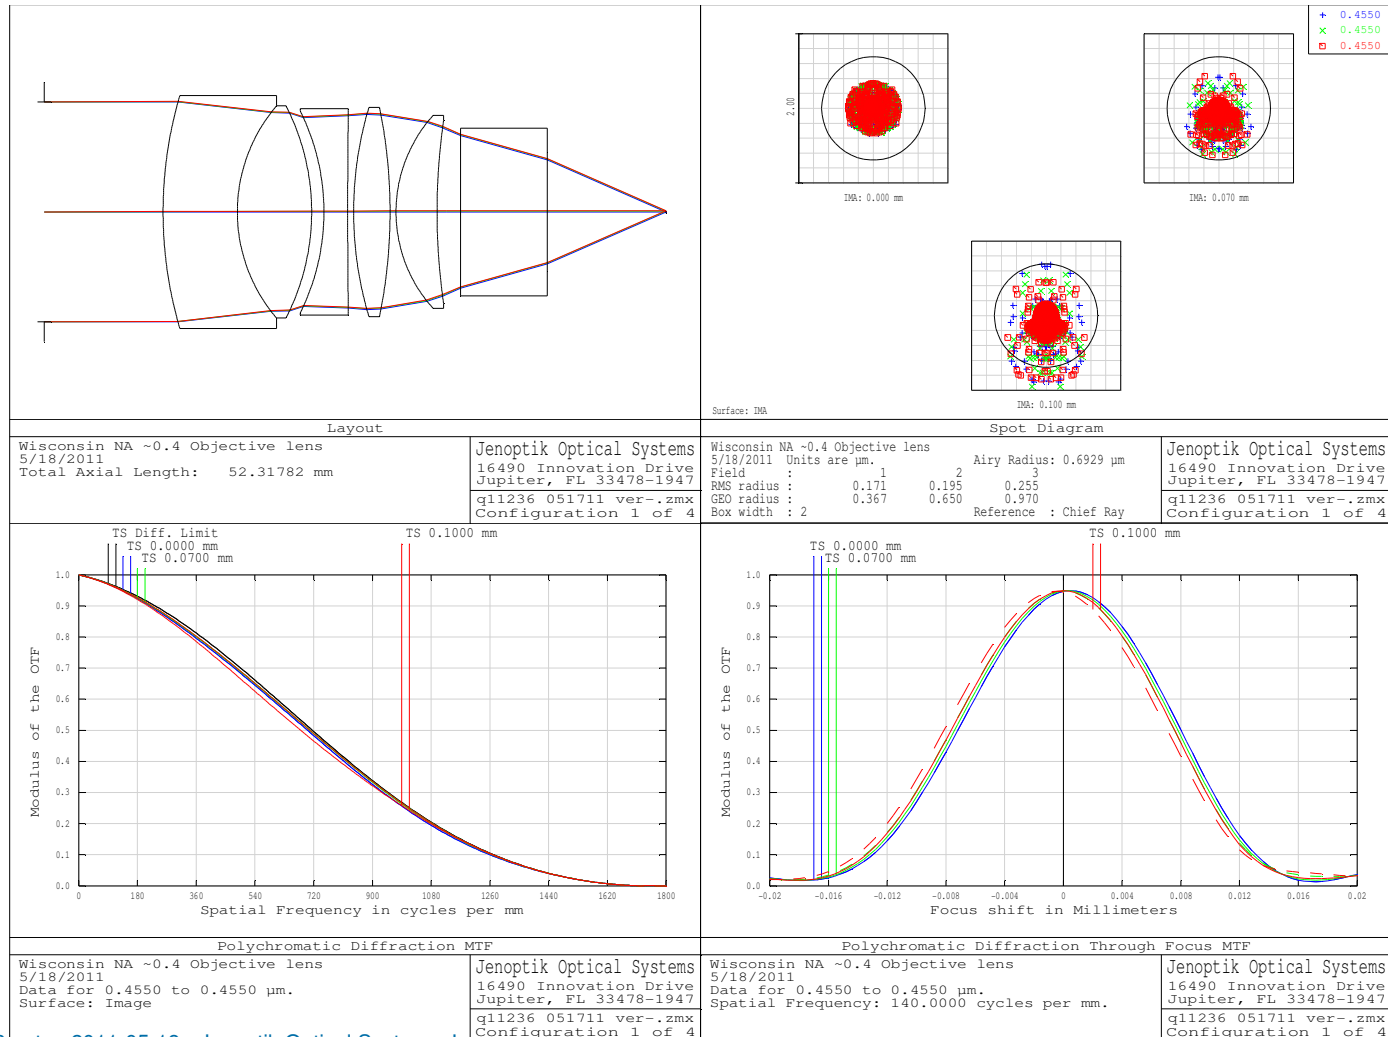 + 0.4550
× 0.4550
0.4550
2.00
IMA: 0.000 mm
IMA: 0.070 mm
IMA: 0.100 mm
Surface: IMA
Layout
Wisconsin NA ~0.4 Objective lens
5/18/2011
Total Axial Length: 52.31782 mm
Jenoptik Optical Systems
16490 Innovation Drive
Jupiter, FL 33478-1947
q11236 051711 ver-.zmx
Configuration 1 of 4
Spot Diagram
Wisconsin NA ~0.4 Objective lens
5/18/2011 Units are µm. Airy Radius: 0.6929 µm
Field : 1 2 3
RMS radius : 0.171 0.195 0.255
GEO radius : 0.367 0.650 0.970
Box width : 2 Reference : Chief Ray
Jenoptik Optical Systems
16490 Innovation Drive
Jupiter, FL 33478-1947
q11236 051711 ver-.zmx
Configuration 1 of 4
TS Diff. Limit
TS 0.0000 mm
TS 0.0700 mm
TS 0.1000 mm
1.0
0.9
0.8
0.7
0.6
0.5
0.4
0.3
0.2
0.1
0.0
Modulus of the OTF
0 180 360 540 720 900 1080 1260 1440 1620 1800
Spatial Frequency in cycles per mm
Polychromatic Diffraction MTF
Wisconsin NA ~0.4 Objective lens
5/18/2011
Data for 0.4550 to 0.4550 µm.
Surface: Image
Jenoptik Optical Systems
16490 Innovation Drive
Jupiter, FL 33478-1947
q11236 051711 ver-.zmx
Configuration 1 of 4
TS 0.0000 mm
TS 0.0700 mm
TS 0.1000 mm
1.0
0.9
0.8
0.7
0.6
0.5
0.4
0.3
0.2
0.1
0.0
Modulus of the OTF
-0.02 -0.016 -0.012 -0.008 -0.004 0 0.004 0.008 0.012 0.016 0.02
Focus shift in Millimeters
Polychromatic Diffraction Through Focus MTF
Wisconsin NA ~0.4 Objective lens
5/18/2011
Data for 0.4550 to 0.4550 µm.
Spatial Frequency: 140.0000 cycles per mm.
Jenoptik Optical Systems
16490 Innovation Drive
Jupiter, FL 33478-1947
q11236 051711 ver-.zmx
Configuration 1 of 4